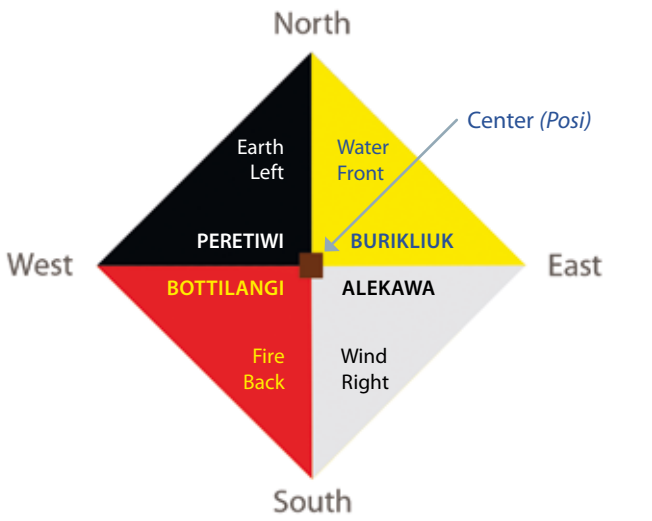 North
Center (Posi)
Earth
Left
Water
Front
PERETIWI
BURIKLIUK
West
East
BOTTILANGI
ALEKAWA
Fire
Back
Wind
Right
South